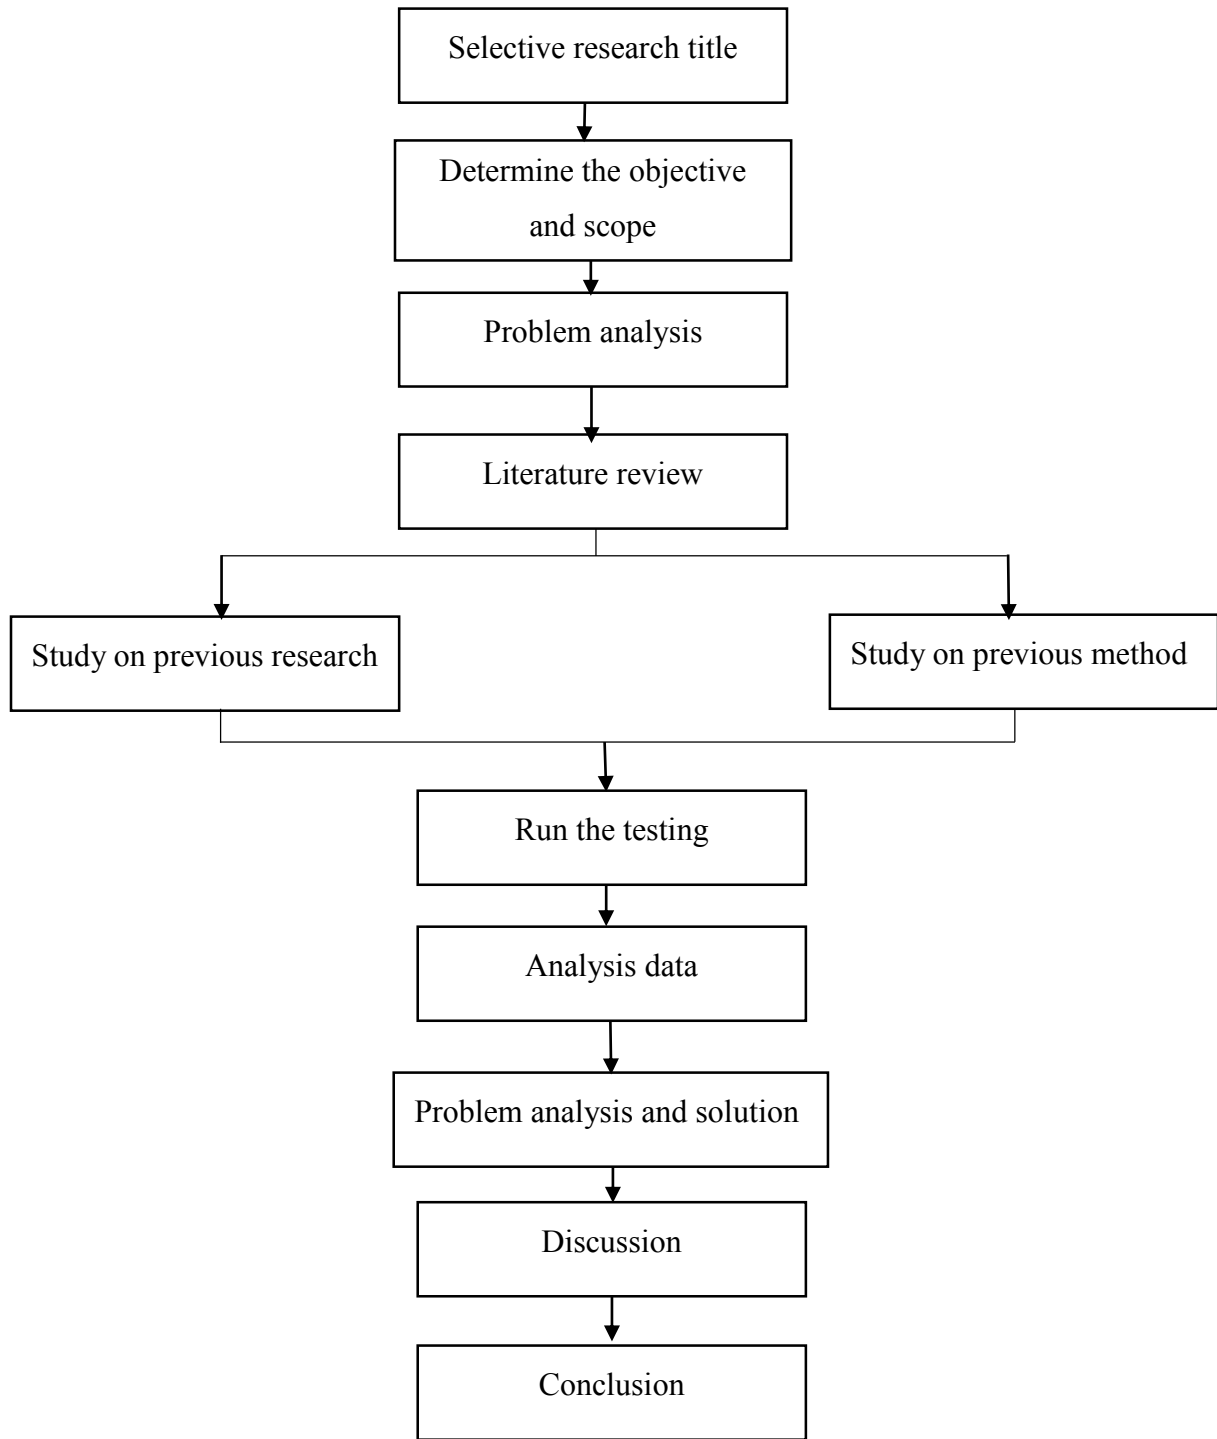 Selective research title
Determine the objective
and scope
Problem analysis
Literature review
Study on previous research
Study on previous method
Run the testing
Analysis data
Problem analysis and solution
Discussion
Conclusion